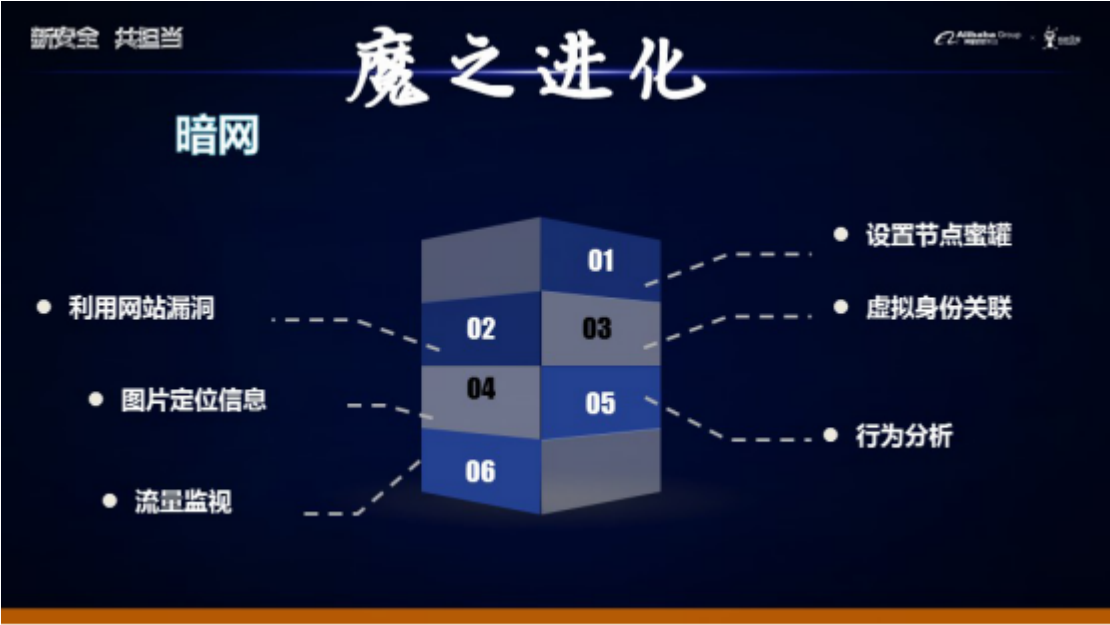 新安全 共担当
Alibaba Group
魔之进化
暗网
01
设置节点蜜罐
利用网站漏洞
02
03
虚拟身份关联
图片定位信息
04
05
行为分析
流量监视
06